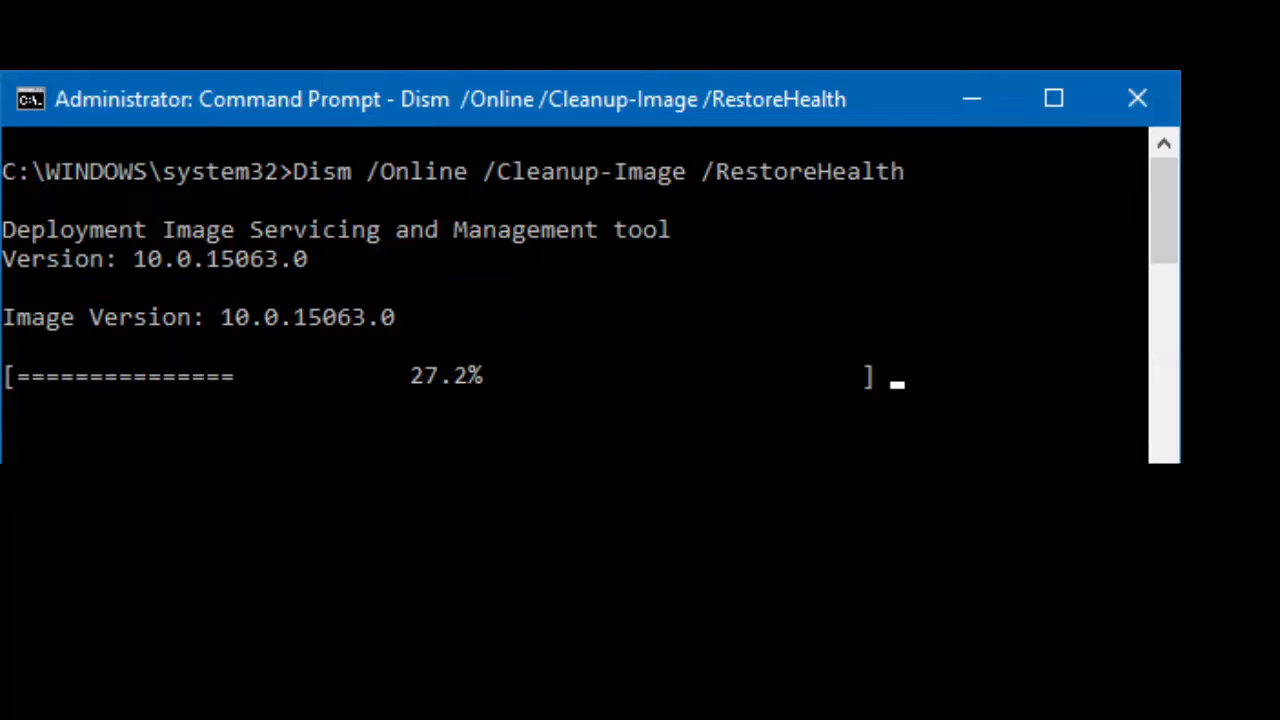 Administrator: Command Prompt - Dism  /Online /Cleanup-Image /RestoreHealth
C:\WINDOWS\system32>Dism /Online /Cleanup-Image /RestoreHealth
Deployment Image Servicing and Management tool
Version: 10.0.15063.0
Image Version: 10.0.15063.0
[===============            27.2%                          ]